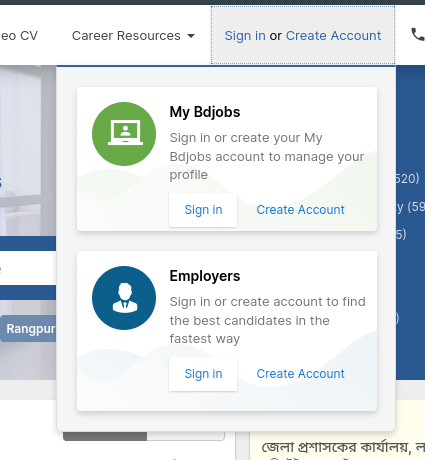 eo CV Career Resources Sign in or Create Account
My Bdjobs
Sign in or create your My
Bdjobs account to manage your
profile
Sign in Create Account
520)
ty (59
5)
Employers
Sign in or create account to find
the best candidates in the
fastest way
Sign in Create Account
)
Rangpur
জেলা প্রশাসকের কার্যালয়, ল